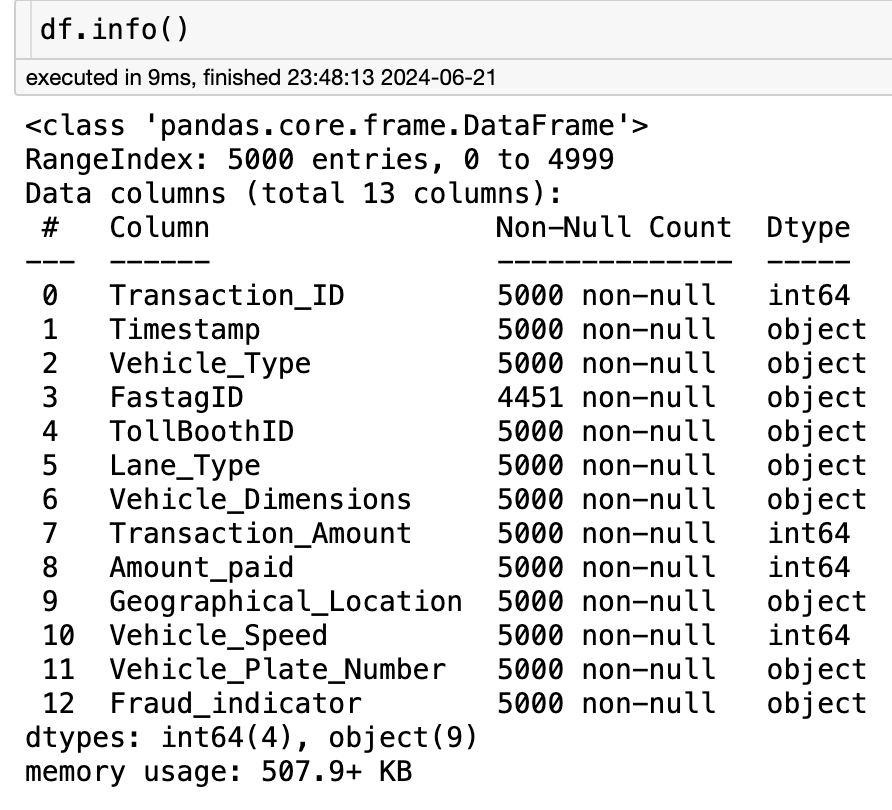 df.info()
executed in 9ms, finished 23:48:13 2024-06-21
<class 'pandas.core.frame.DataFrame'>
RangeIndex: 5000 entries, 0 to 4999
Data columns (total 13 columns):
 #   Column                 Non-Null Count  Dtype
---  ------                 --------------  -----
 0   Transaction_ID         5000 non-null   int64
 1   Timestamp              5000 non-null   object
 2   Vehicle_Type           5000 non-null   object
 3   FastagID               4451 non-null   object
 4   TollBoothID            5000 non-null   object
 5   Lane_Type              5000 non-null   object
 6   Vehicle_Dimensions     5000 non-null   object
 7   Transaction_Amount     5000 non-null   int64
 8   Amount_paid            5000 non-null   int64
 9   Geographical_Location  5000 non-null   object
 10  Vehicle_Speed          5000 non-null   int64
 11  Vehicle_Plate_Number   5000 non-null   object
 12  Fraud_indicator        5000 non-null   object
dtypes: int64(4), object(9)
memory usage: 507.9+ KB